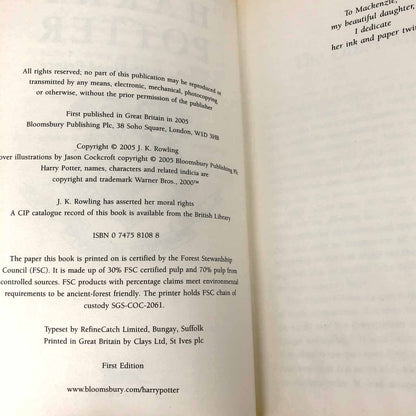 All rights reserved; no part of this publication may be reproduced or
transmitted by any means, electronic, mechanical, photocopying
or otherwise, without the prior permission of the publisher
First published in Great Britain in 2005
Bloomsbury Publishing Plc, 38 Soho Square, London, W1D 3HB
Copyright © 2005 J. K. Rowling
over illustrations by Jason Cockcroft copyright © 2005 Bloomsbury Publishing Plc
Harry Potter, names, characters and related indicia are
copyright and trademark Warner Bros., 2000™
J. K. Rowling has asserted her moral rights
A CIP catalogue record of this book is available from the British Library
ISBN 0 7475 8108 8
The paper this book is printed on is certified by the Forest Stewardship
Council (FSC). It is made up of 30% FSC certified pulp and 70% pulp from
controlled sources. FSC products with percentage claims meet environmental
requirements to be ancient-forest friendly. The printer holds FSC chain of
custody SGS-COC-2061.
Typeset by RefineCatch Limited, Bungay, Suffolk
Printed in Great Britain by Clays Ltd, St Ives plc
First Edition
www.bloomsbury.com/harrypotter
To Mackenzie,
my beautiful daughter,
I dedicate
her ink and paper twin